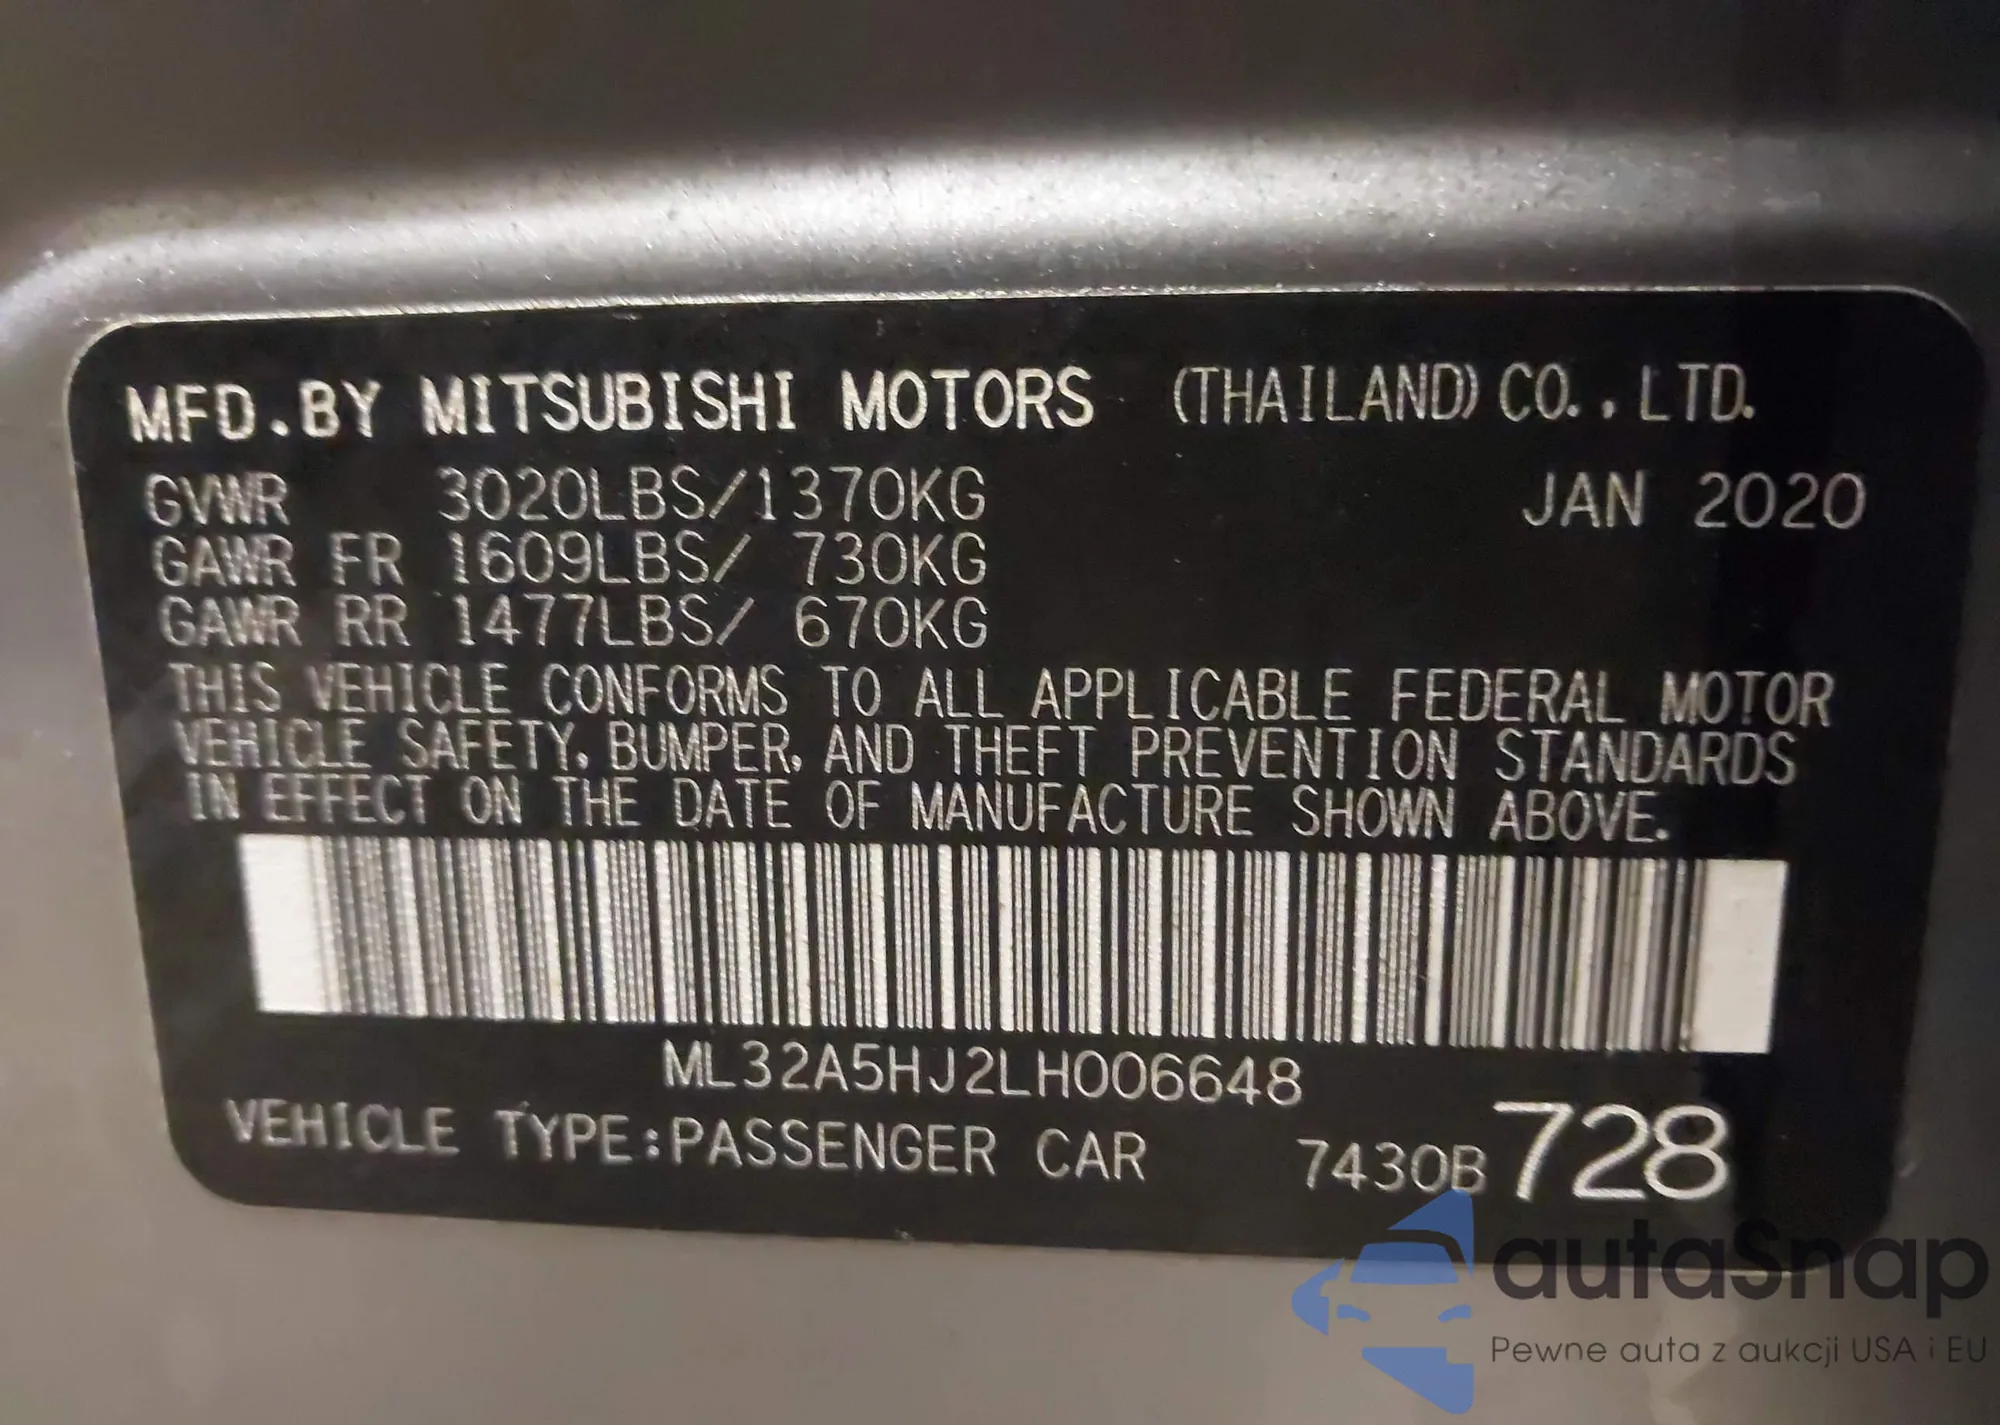 MFD.BY MITSUBISHI MOTORS (THAILAND) CO.,LTD.
GVWR 3020LBS/1370KG JAN 2020
GAWR FR 1609LBS/ 730KG
GAWR RR 1477LBS/ 670KG
THIS VEHICLE CONFORMS TO ALL APPLICABLE FEDERAL MOTOR
VEHICLE SAFETY, BUMPER, AND THEFT PREVENTION STANDARDS
IN EFFECT ON THE DATE OF MANUFACTURE SHOWN ABOVE.
ML32A5HJ2LH006648
VEHICLE TYPE:PASSENGER CAR 7430B728
autaSnap
Pewne auta z aukcji USA i EU